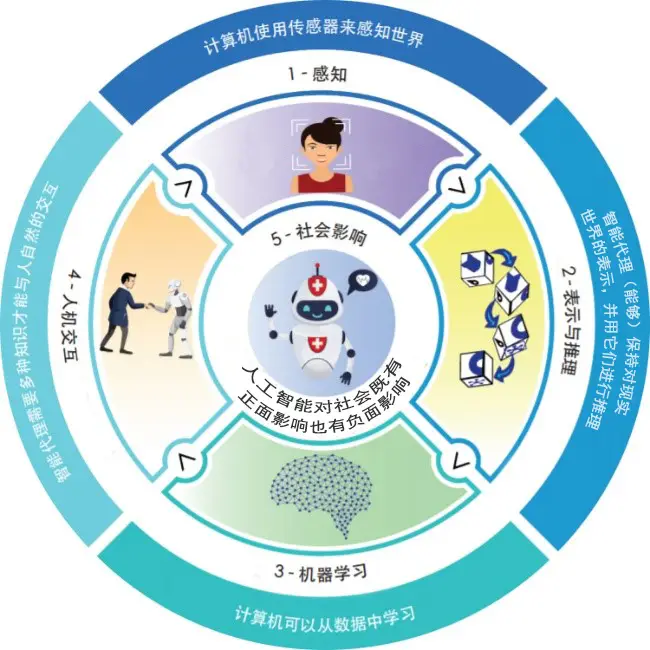 计算机使用传感器来感知世界
1-感知
智能代理（能够）保持对现实
世界的表示，并用它们进行推理
2-表示与推理
3-机器学习
计算机可以从数据中学习
4-人机交互
智能代理需要多种知识才能与人自然的交互
5-社会影响
人工智能对社会既有
正面影响也有负面影响